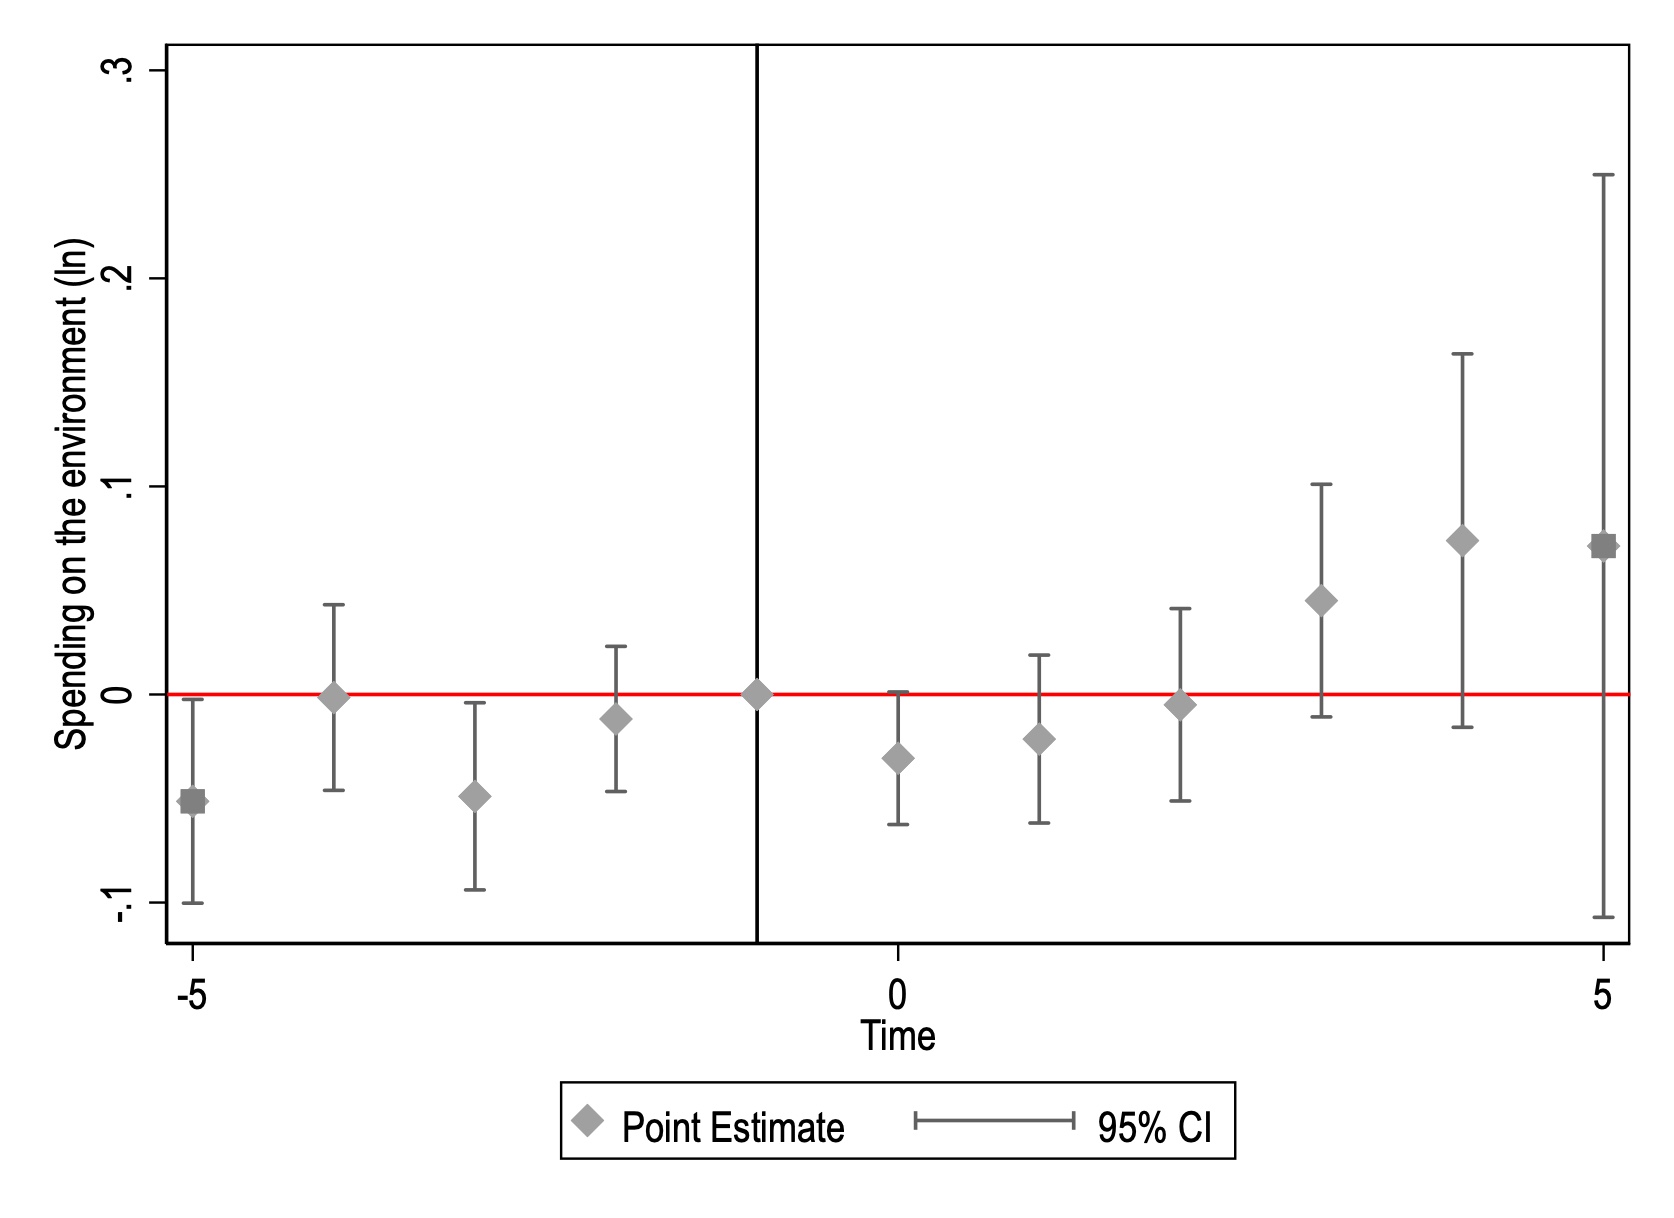 Spending on the environment (ln)
.3
.2
.1
0
-.1
-5
0
5
Time
Point Estimate
95% CI